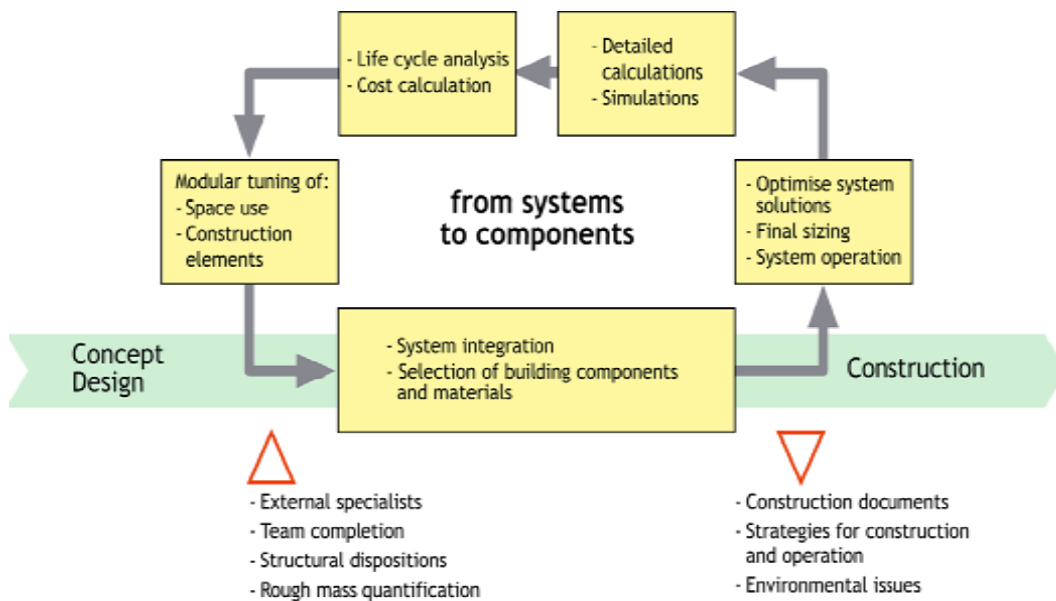 - Life cycle analysis
- Cost calculation
- Detailed
calculations
- Simulations
Modular tuning of:
- Space use
- Construction
elements
from systems
to components
- Optimise system
solutions
- Final sizing
- System operation
Concept
Design
- System integration
- Selection of building components
and materials
Construction
- External specialists
- Team completion
- Structural dispositions
- Rough mass quantification
- Construction documents
- Strategies for construction
and operation
- Environmental issues